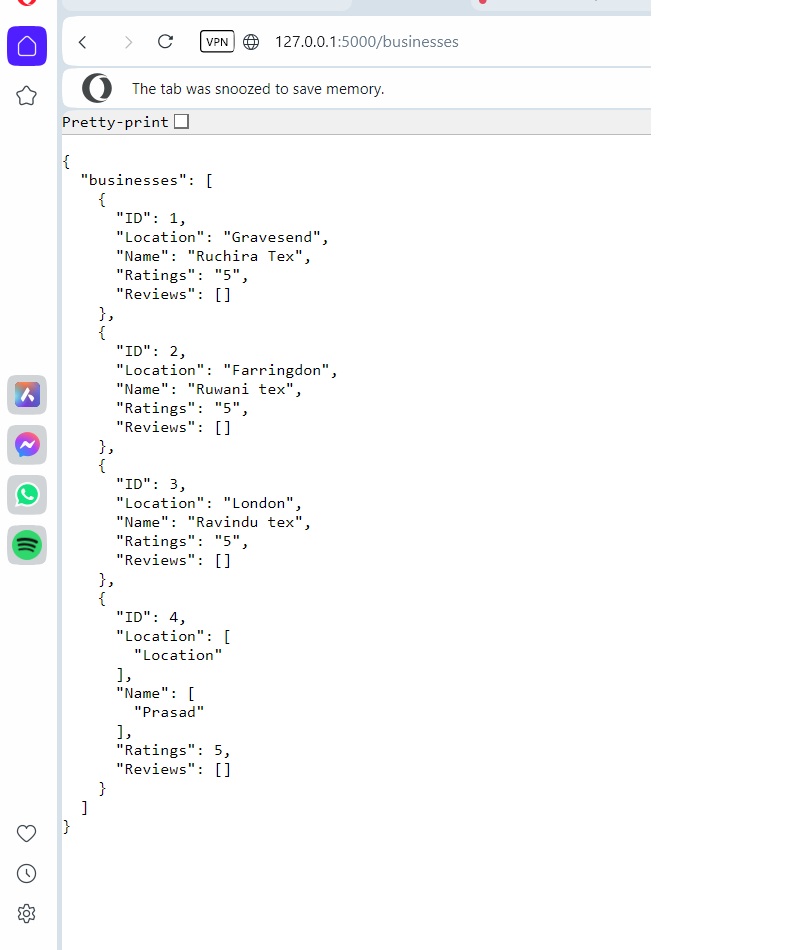 VPN 127.0.0.1:5000/businesses
The tab was snoozed to save memory.
Pretty-print
{
  "businesses": [
    {
      "ID": 1,
      "Location": "Gravesend",
      "Name": "Ruchira Tex",
      "Ratings": "5",
      "Reviews": []
    },
    {
      "ID": 2,
      "Location": "Farringdon",
      "Name": "Ruwani tex",
      "Ratings": "5",
      "Reviews": []
    },
    {
      "ID": 3,
      "Location": "London",
      "Name": "Ravindu tex",
      "Ratings": "5",
      "Reviews": []
    },
    {
      "ID": 4,
      "Location": [
        "Location"
      ],
      "Name": [
        "Prasad"
      ],
      "Ratings": 5,
      "Reviews": []
    }
  ]
}